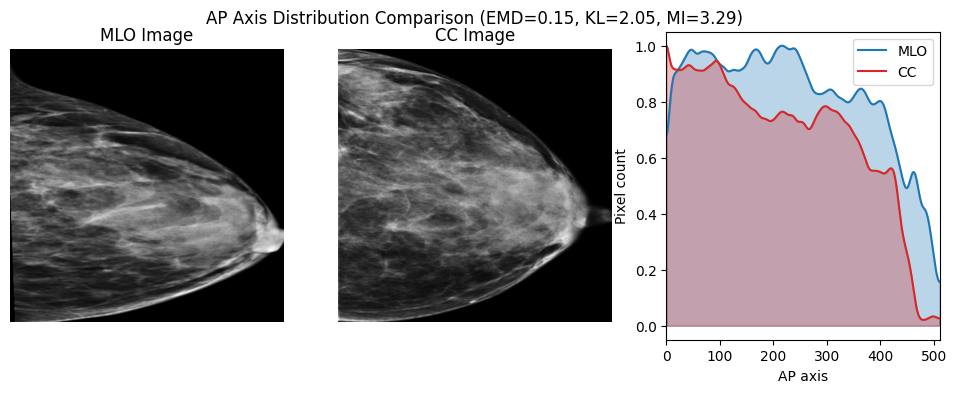 AP Axis Distribution Comparison (EMD=0.15, KL=2.05, MI=3.29)
MLO Image
CC Image
MLO
CC
Pixel count
1.0
0.8
0.6
0.4
0.2
0.0
0 100 200 300 400 500
AP axis